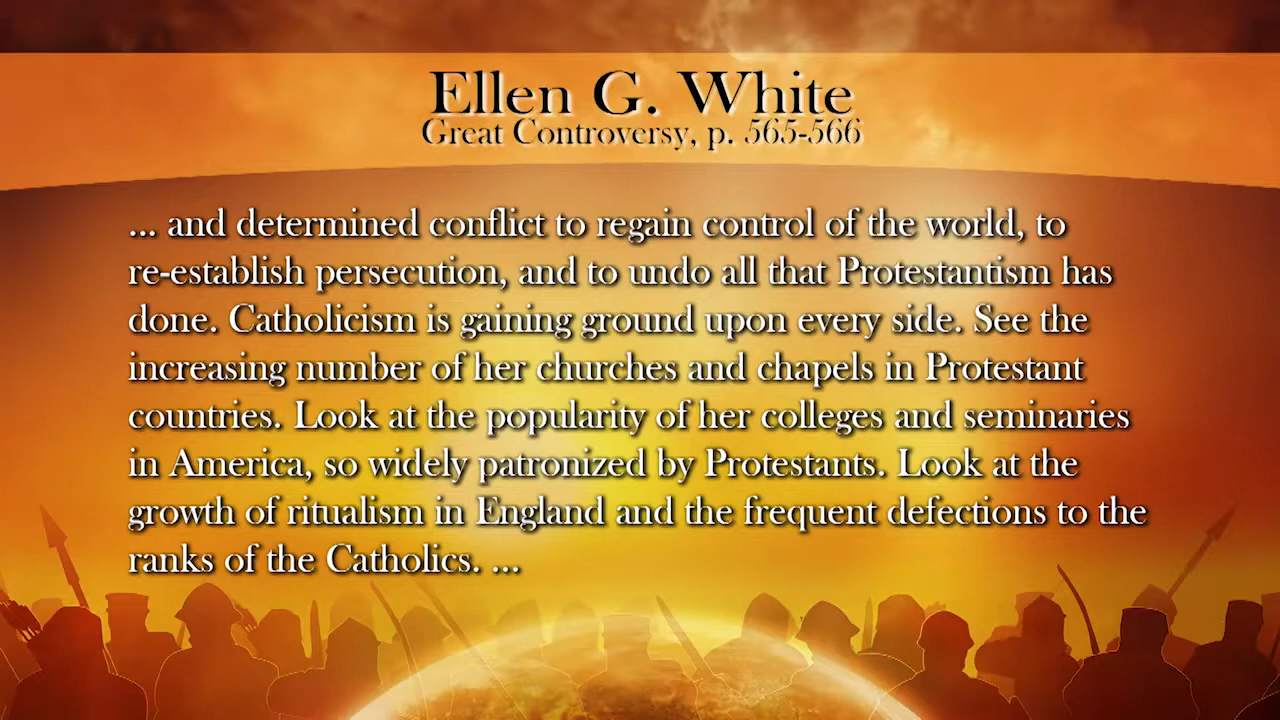 Ellen G. White
Great Controversy, p. 565-566
... and determined conflict to regain control of the world, to
re-establish persecution, and to undo all that Protestantism has
done. Catholicism is gaining ground upon every side. See the
increasing number of her churches and chapels in Protestant
countries. Look at the popularity of her colleges and seminaries
in America, so widely patronized by Protestants. Look at the
growth of ritualism in England and the frequent defections to the
ranks of the Catholics. ...